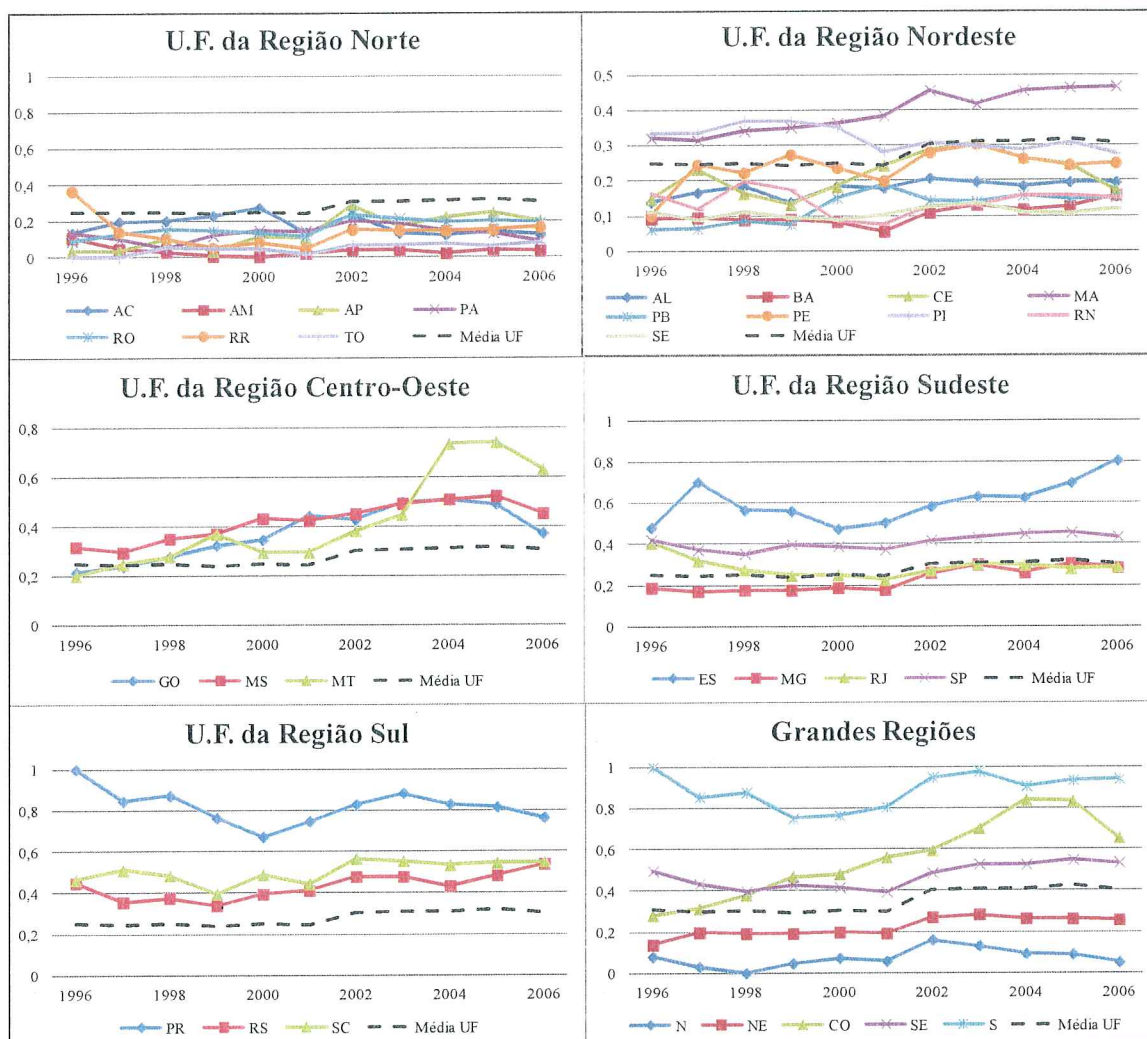 U.F. da Região Norte
1
0,8
0,6
0,4
0,2
0
1996 1998 2000 2002 2004 2006
AC AM AP PA
RO RR TO Média UF
U.F. da Região Nordeste
0,5
0,4
0,3
0,2
0,1
0
1996 1998 2000 2002 2004 2006
AL BA CE MA
PB PE PI RN
SE Média UF
U.F. da Região Centro-Oeste
0,8
0,6
0,4
0,2
0
1996 1998 2000 2002 2004 2006
GO MS MT Média UF
U.F. da Região Sudeste
1
0,8
0,6
0,4
0,2
0
1996 1998 2000 2002 2004 2006
ES MG RJ SP Média UF
U.F. da Região Sul
1
0,8
0,6
0,4
0,2
0
1996 1998 2000 2002 2004 2006
PR RS SC Média UF
Grandes Regiões
1
0,8
0,6
0,4
0,2
0
1996 1998 2000 2002 2004 2006
N NE CO SE S Média UF